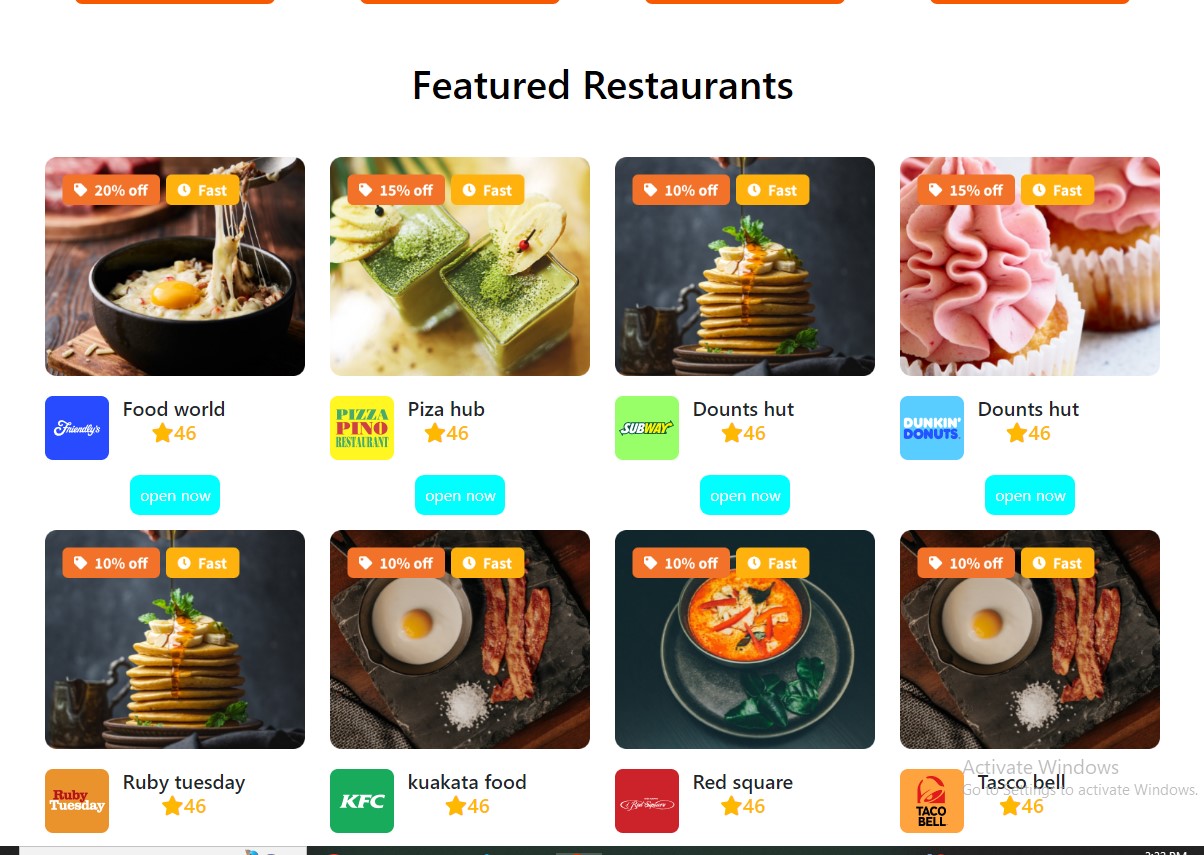 Featured Restaurants
20% off Fast
15% off Fast
10% off Fast
15% off Fast
Friendly's
Food world
46
PIZZA
PINO
RESTAURANT
Piza hub
46
SUBWAY
Dounts hut
46
DUNKIN'
DONUTS.
Dounts hut
46
open now
open now
open now
open now
10% off Fast
10% off Fast
10% off Fast
10% off Fast
Ruby
Tuesday
Ruby tuesday
46
KFC
kuakata food
46
Red square
46
TACO
BELL
Tasco bell
46
Activate Windows
Go to Settings to activate Windows.